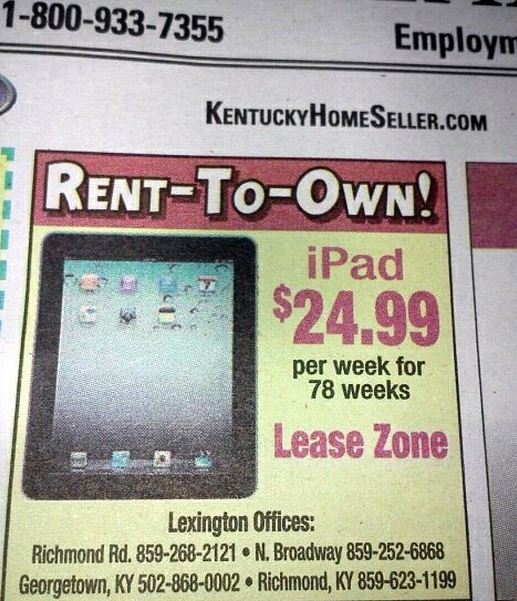 1-800-933-7355
Employm
KENTUCKYHOMESELLER.COM
RENT-TO-OWN!
iPad
$24.99
per week for
78 weeks
Lease Zone
Lexington Offices:
Richmond Rd. 859-268-2121 • N. Broadway 859-252-6868
Georgetown, KY 502-868-0002 • Richmond, KY 859-623-1199